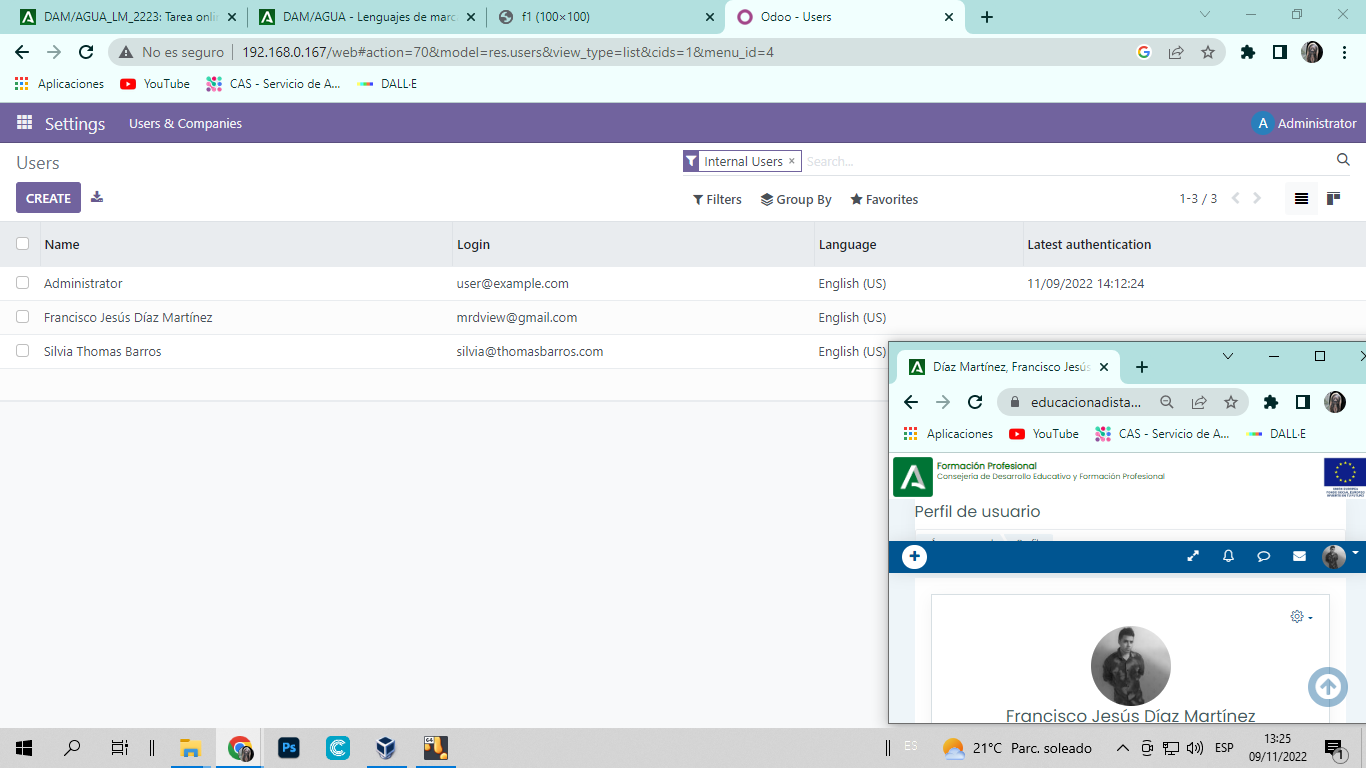 DAM/AGUA_LM_2223: Tarea onlin
DAM/AGUA - Lenguajes de marc
f1 (100×100)
Odoo - Users
No es seguro
192.168.0.167/web#action=70&model=res.users&view_type=list&cids=1&menu_id=4
Aplicaciones
YouTube
CAS - Servicio de A...
DALL·E
Settings
Users & Companies
A
Administrator
Users
Internal Users ×
Search...
CREATE
Filters
Group By
Favorites
1-3 / 3
Name
Login
Language
Latest authentication
Administrator
user@example.com
English (US)
11/09/2022 14:12:24
Francisco Jesús Díaz Martínez
mrdview@gmail.com
English (US)
Silvia Thomas Barros
silvia@thomasbarros.com
English (US)
Díaz Martínez, Francisco Jesús
educacionadista...
Aplicaciones
YouTube
CAS - Servicio de A...
DALL·E
Formación Profesional
Consejería de Desarrollo Educativo y Formación Profesional
Perfil de usuario
Francisco Jesús Díaz Martínez
Ps
ES
21°C Parc. soleado
ESP
13:25
09/11/2022
1